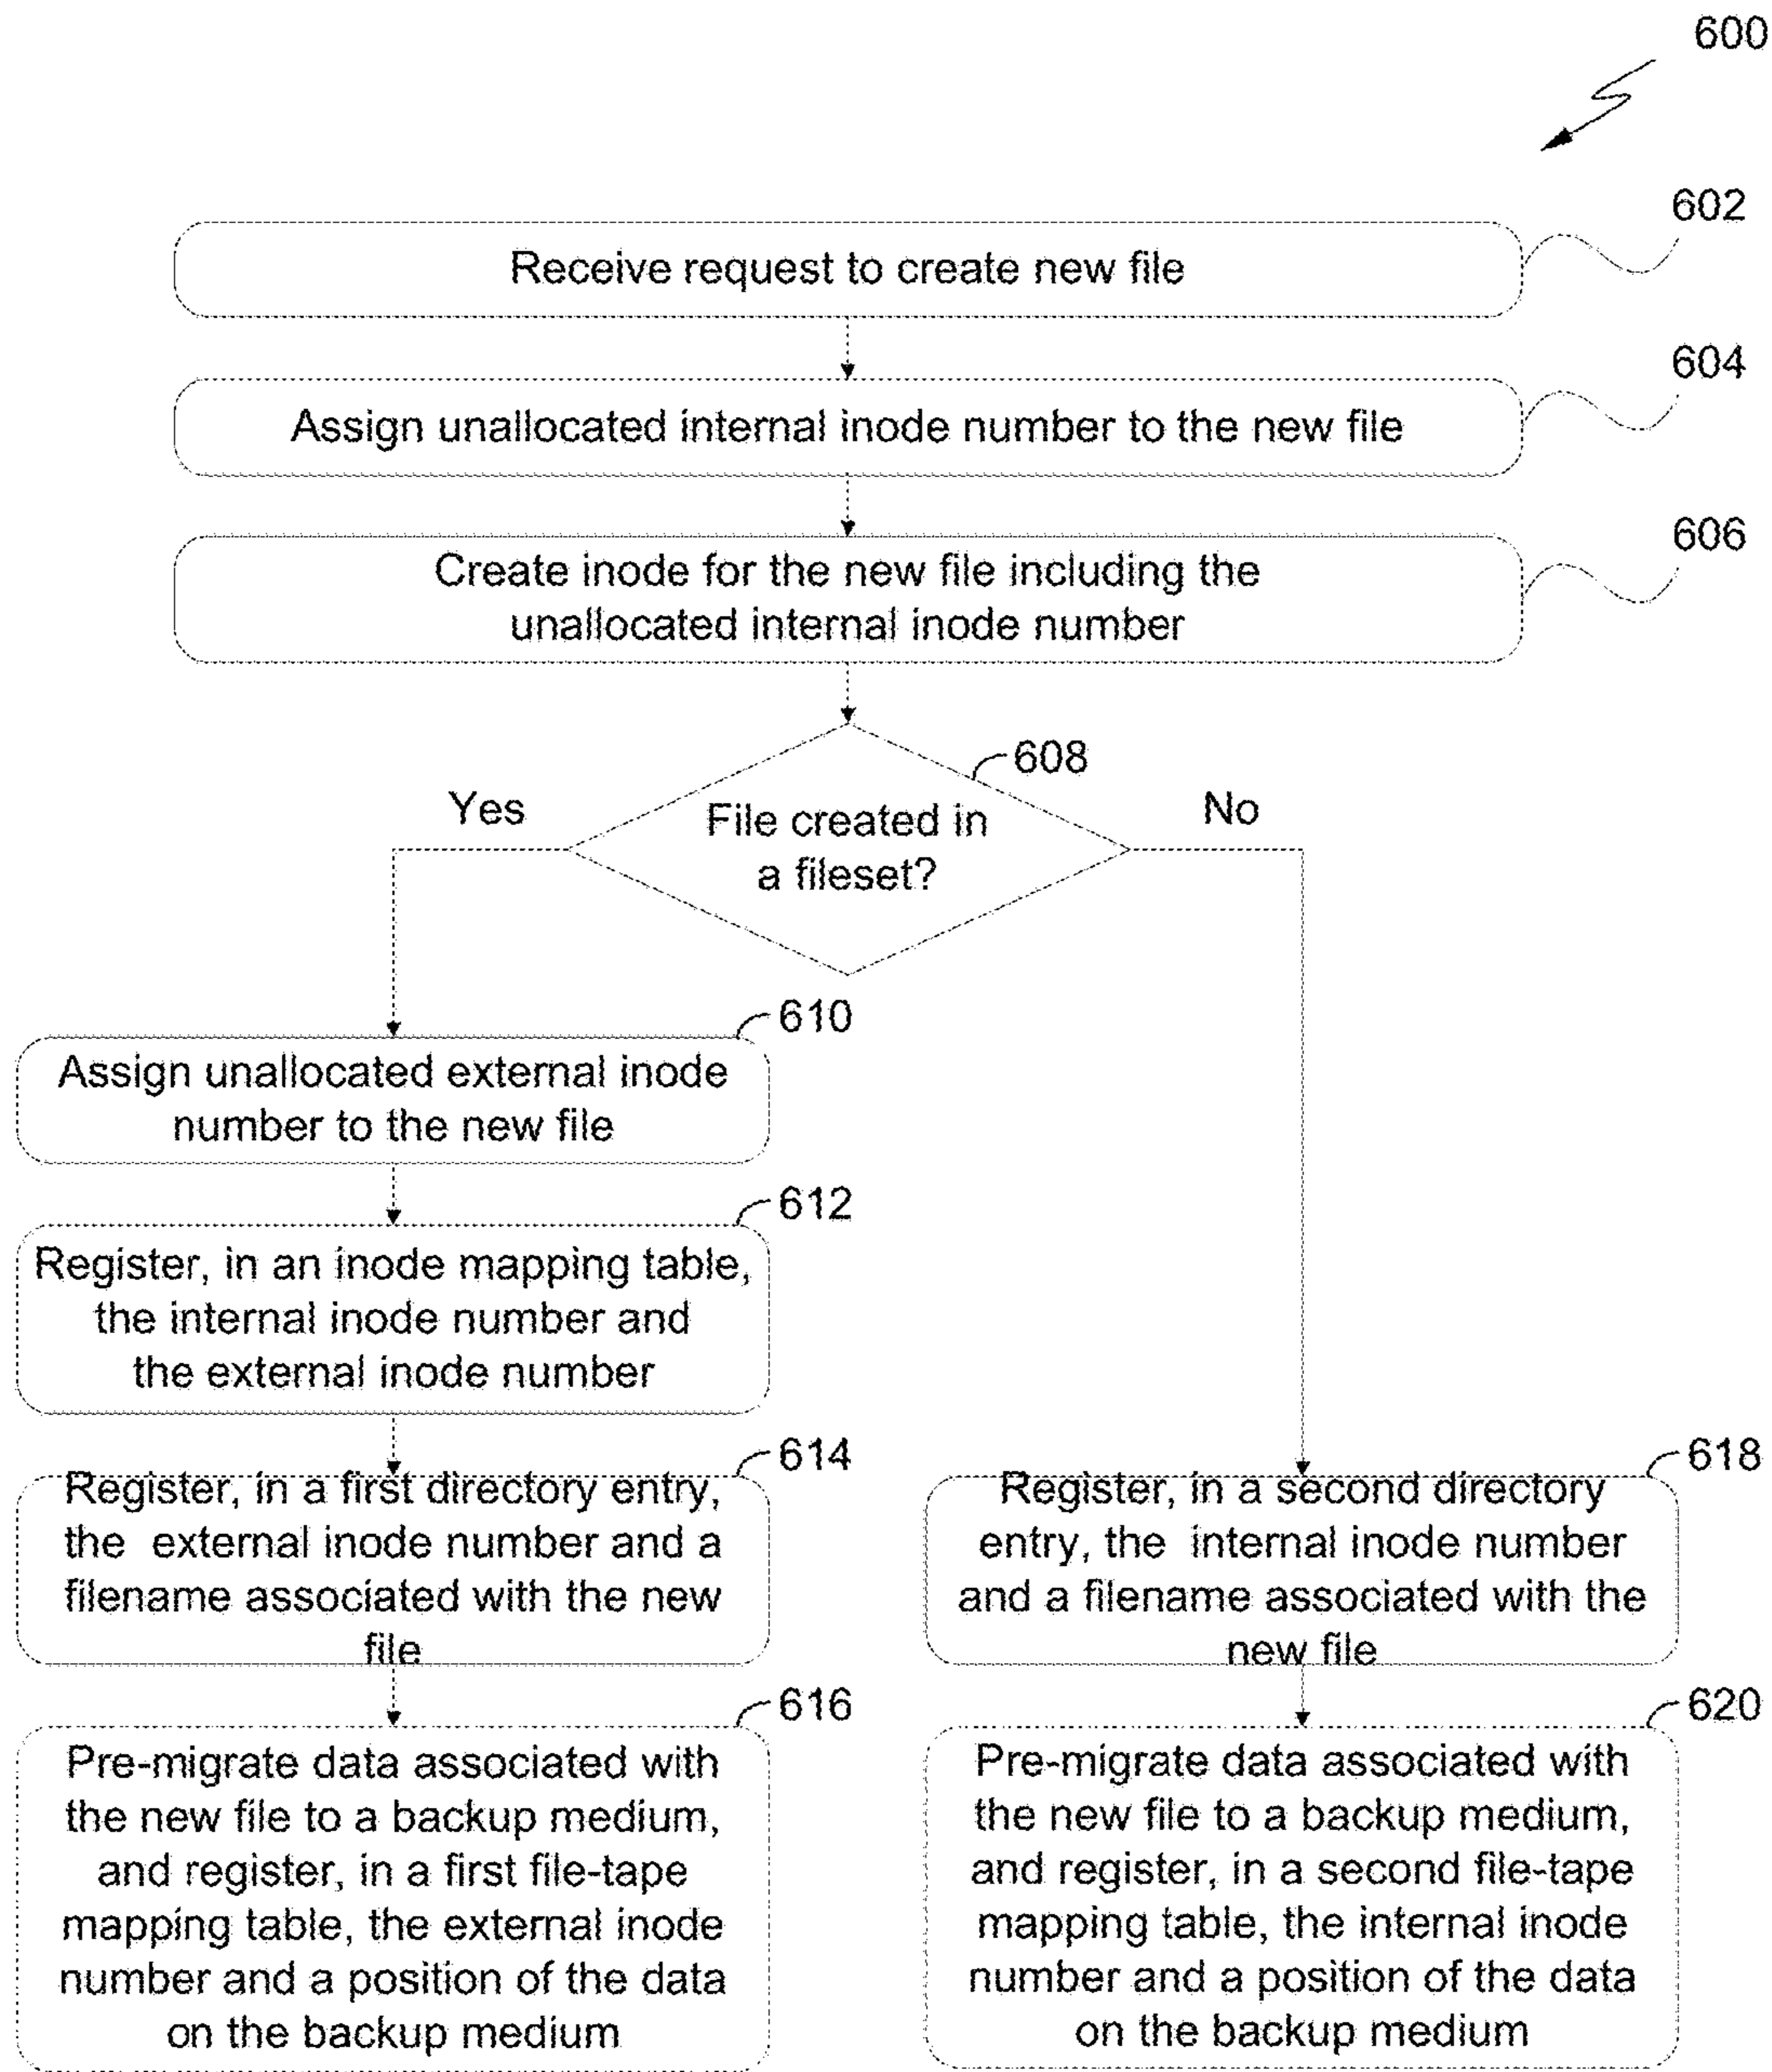 600
602
Receive request to create new file
604
Assign unallocated internal inode number to the new file
606
Create inode for the new file including the
unallocated internal inode number
608
Yes
No
File created in
a fileset?
610
Assign unallocated external inode
number to the new file
612
Register, in an inode mapping table,
the internal inode number and
the external inode number
614
Register, in a first directory entry,
the external inode number and a
filename associated with the new
file
618
Register, in a second directory
entry, the internal inode number
and a filename associated with the
new file
616
Pre-migrate data associated with
the new file to a backup medium,
and register, in a first file-tape
mapping table, the external inode
number and a position of the data
on the backup medium
620
Pre-migrate data associated with
the new file to a backup medium,
and register, in a second file-tape
mapping table, the internal inode
number and a position of the data
on the backup medium